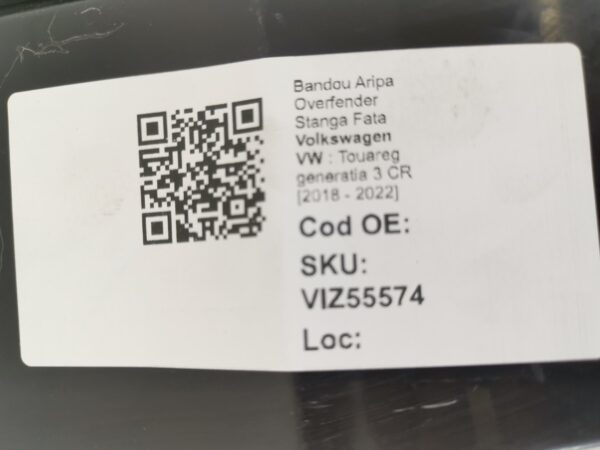 Bandou Aripa
Overfender
Stanga Fata
Volkswagen
VW : Touareg
generatia 3 CR
[2018 - 2022]
Cod OE:
SKU:
VIZ55574
Loc: